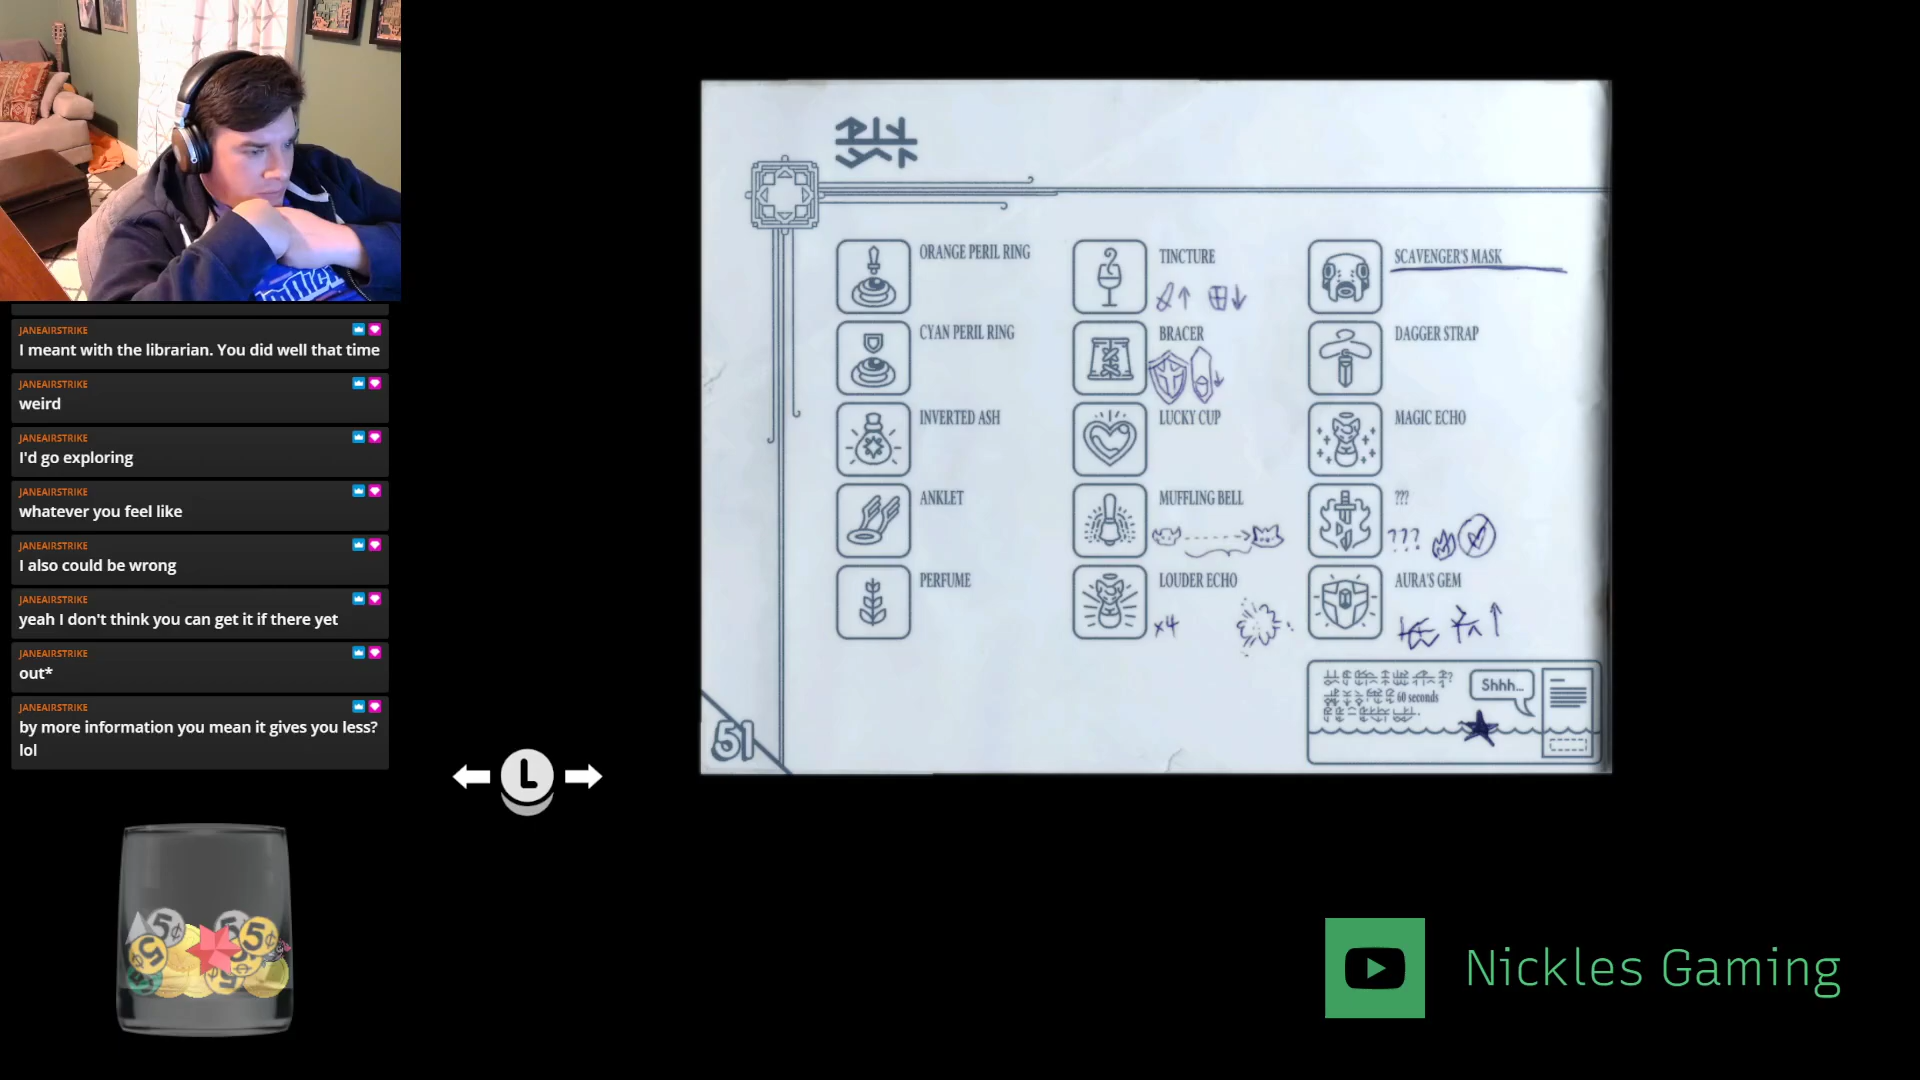 JANEAIRSTRIKE
I meant with the librarian. You did well that time
JANEAIRSTRIKE
weird
JANEAIRSTRIKE
I'd go exploring
JANEAIRSTRIKE
whatever you feel like
JANEAIRSTRIKE
I also could be wrong
JANEAIRSTRIKE
yeah I don't think you can get it if there yet
JANEAIRSTRIKE
out*
JANEAIRSTRIKE
by more information you mean it gives you less?
lol
5¢
5¢
5¢
L
ORANGE PERIL RING
CYAN PERIL RING
INVERTED ASH
ANKLET
PERFUME
TINCTURE
BRACER
LUCKY CUP
MUFFLING BELL
LOUDER ECHO
x4
SCAVENGER'S MASK
DAGGER STRAP
MAGIC ECHO
???
???
AURA'S GEM
60 seconds
Shhh...
51
Nickles Gaming